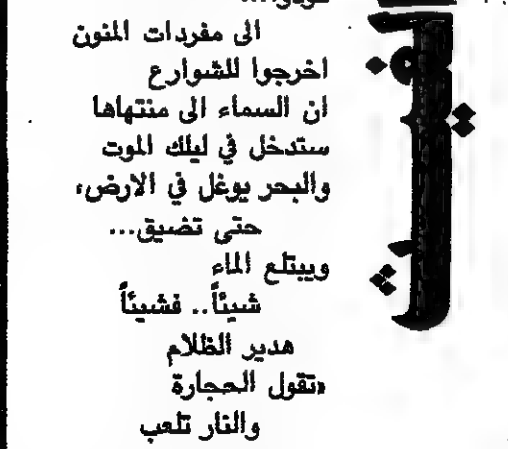 الى مفردات المنون
اخرجوا للشوارع
ان السماء الى منتهاها
ستدخل في ليلك الموت
والبحر يوغل في الارض،
حتى تضيق...
ويبتلع الماء
شيئاً.. فشيئاً
هدير الظلام
«تقول الحجارة
والنار تلعب